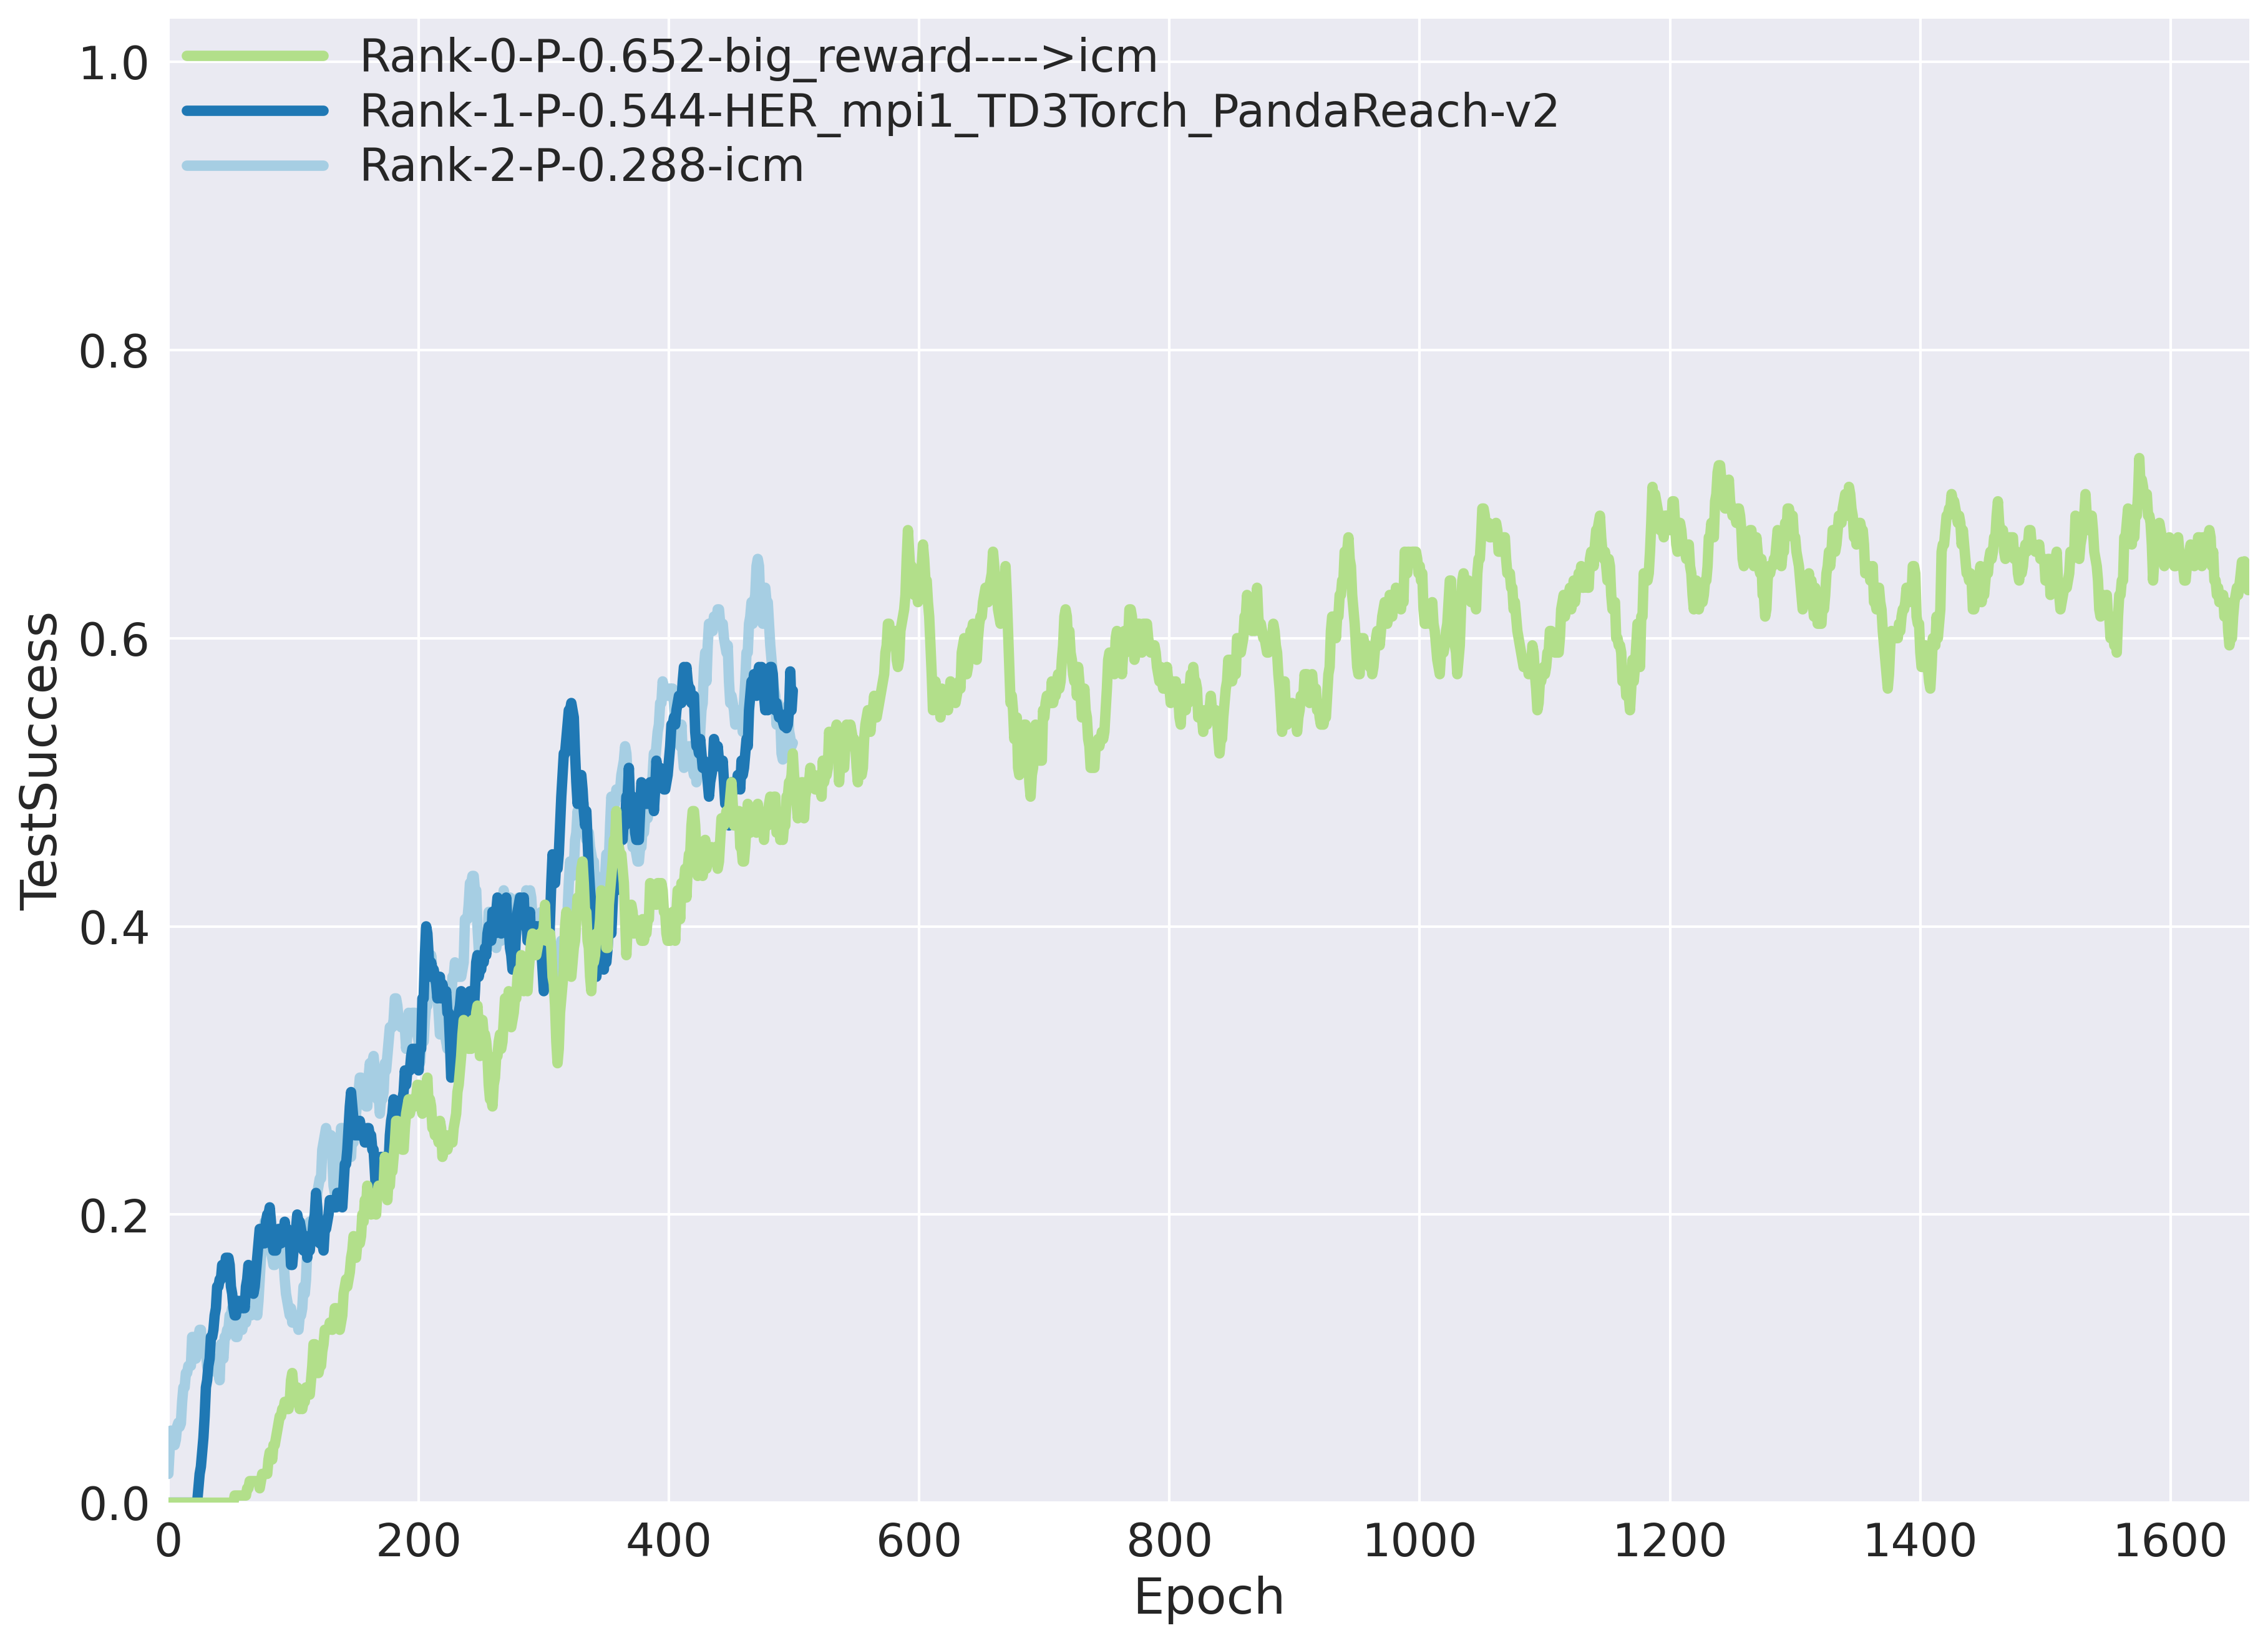 Rank-0-P-0.652-big_reward---->icm
Rank-1-P-0.544-HER_mpi1_TD3Torch_PandaReach-v2
Rank-2-P-0.288-icm
1.0
0.8
0.6
0.4
0.2
0.0
TestSuccess
0 200 400 600 800 1000 1200 1400 1600
Epoch